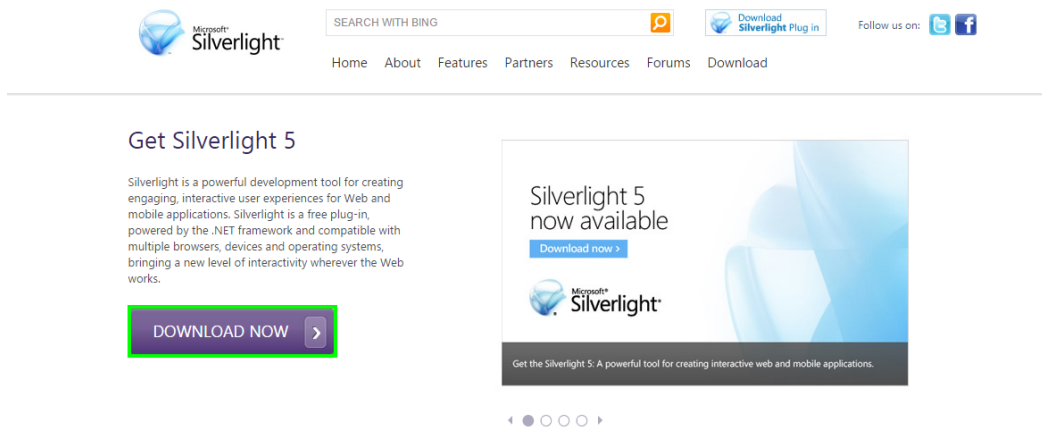 Microsoft®
Silverlight™
SEARCH WITH BING
Download
Silverlight Plug in
Follow us on:
Home About Features Partners Resources Forums Download
Get Silverlight 5
Silverlight is a powerful development tool for creating
engaging, interactive user experiences for Web and
mobile applications. Silverlight is a free plug-in,
powered by the .NET framework and compatible with
multiple browsers, devices and operating systems,
bringing a new level of interactivity wherever the Web
works.
DOWNLOAD NOW
Silverlight 5
now available
Download now >
Microsoft®
Silverlight™
Get the Silverlight 5: A powerful tool for creating interactive web and mobile applications.